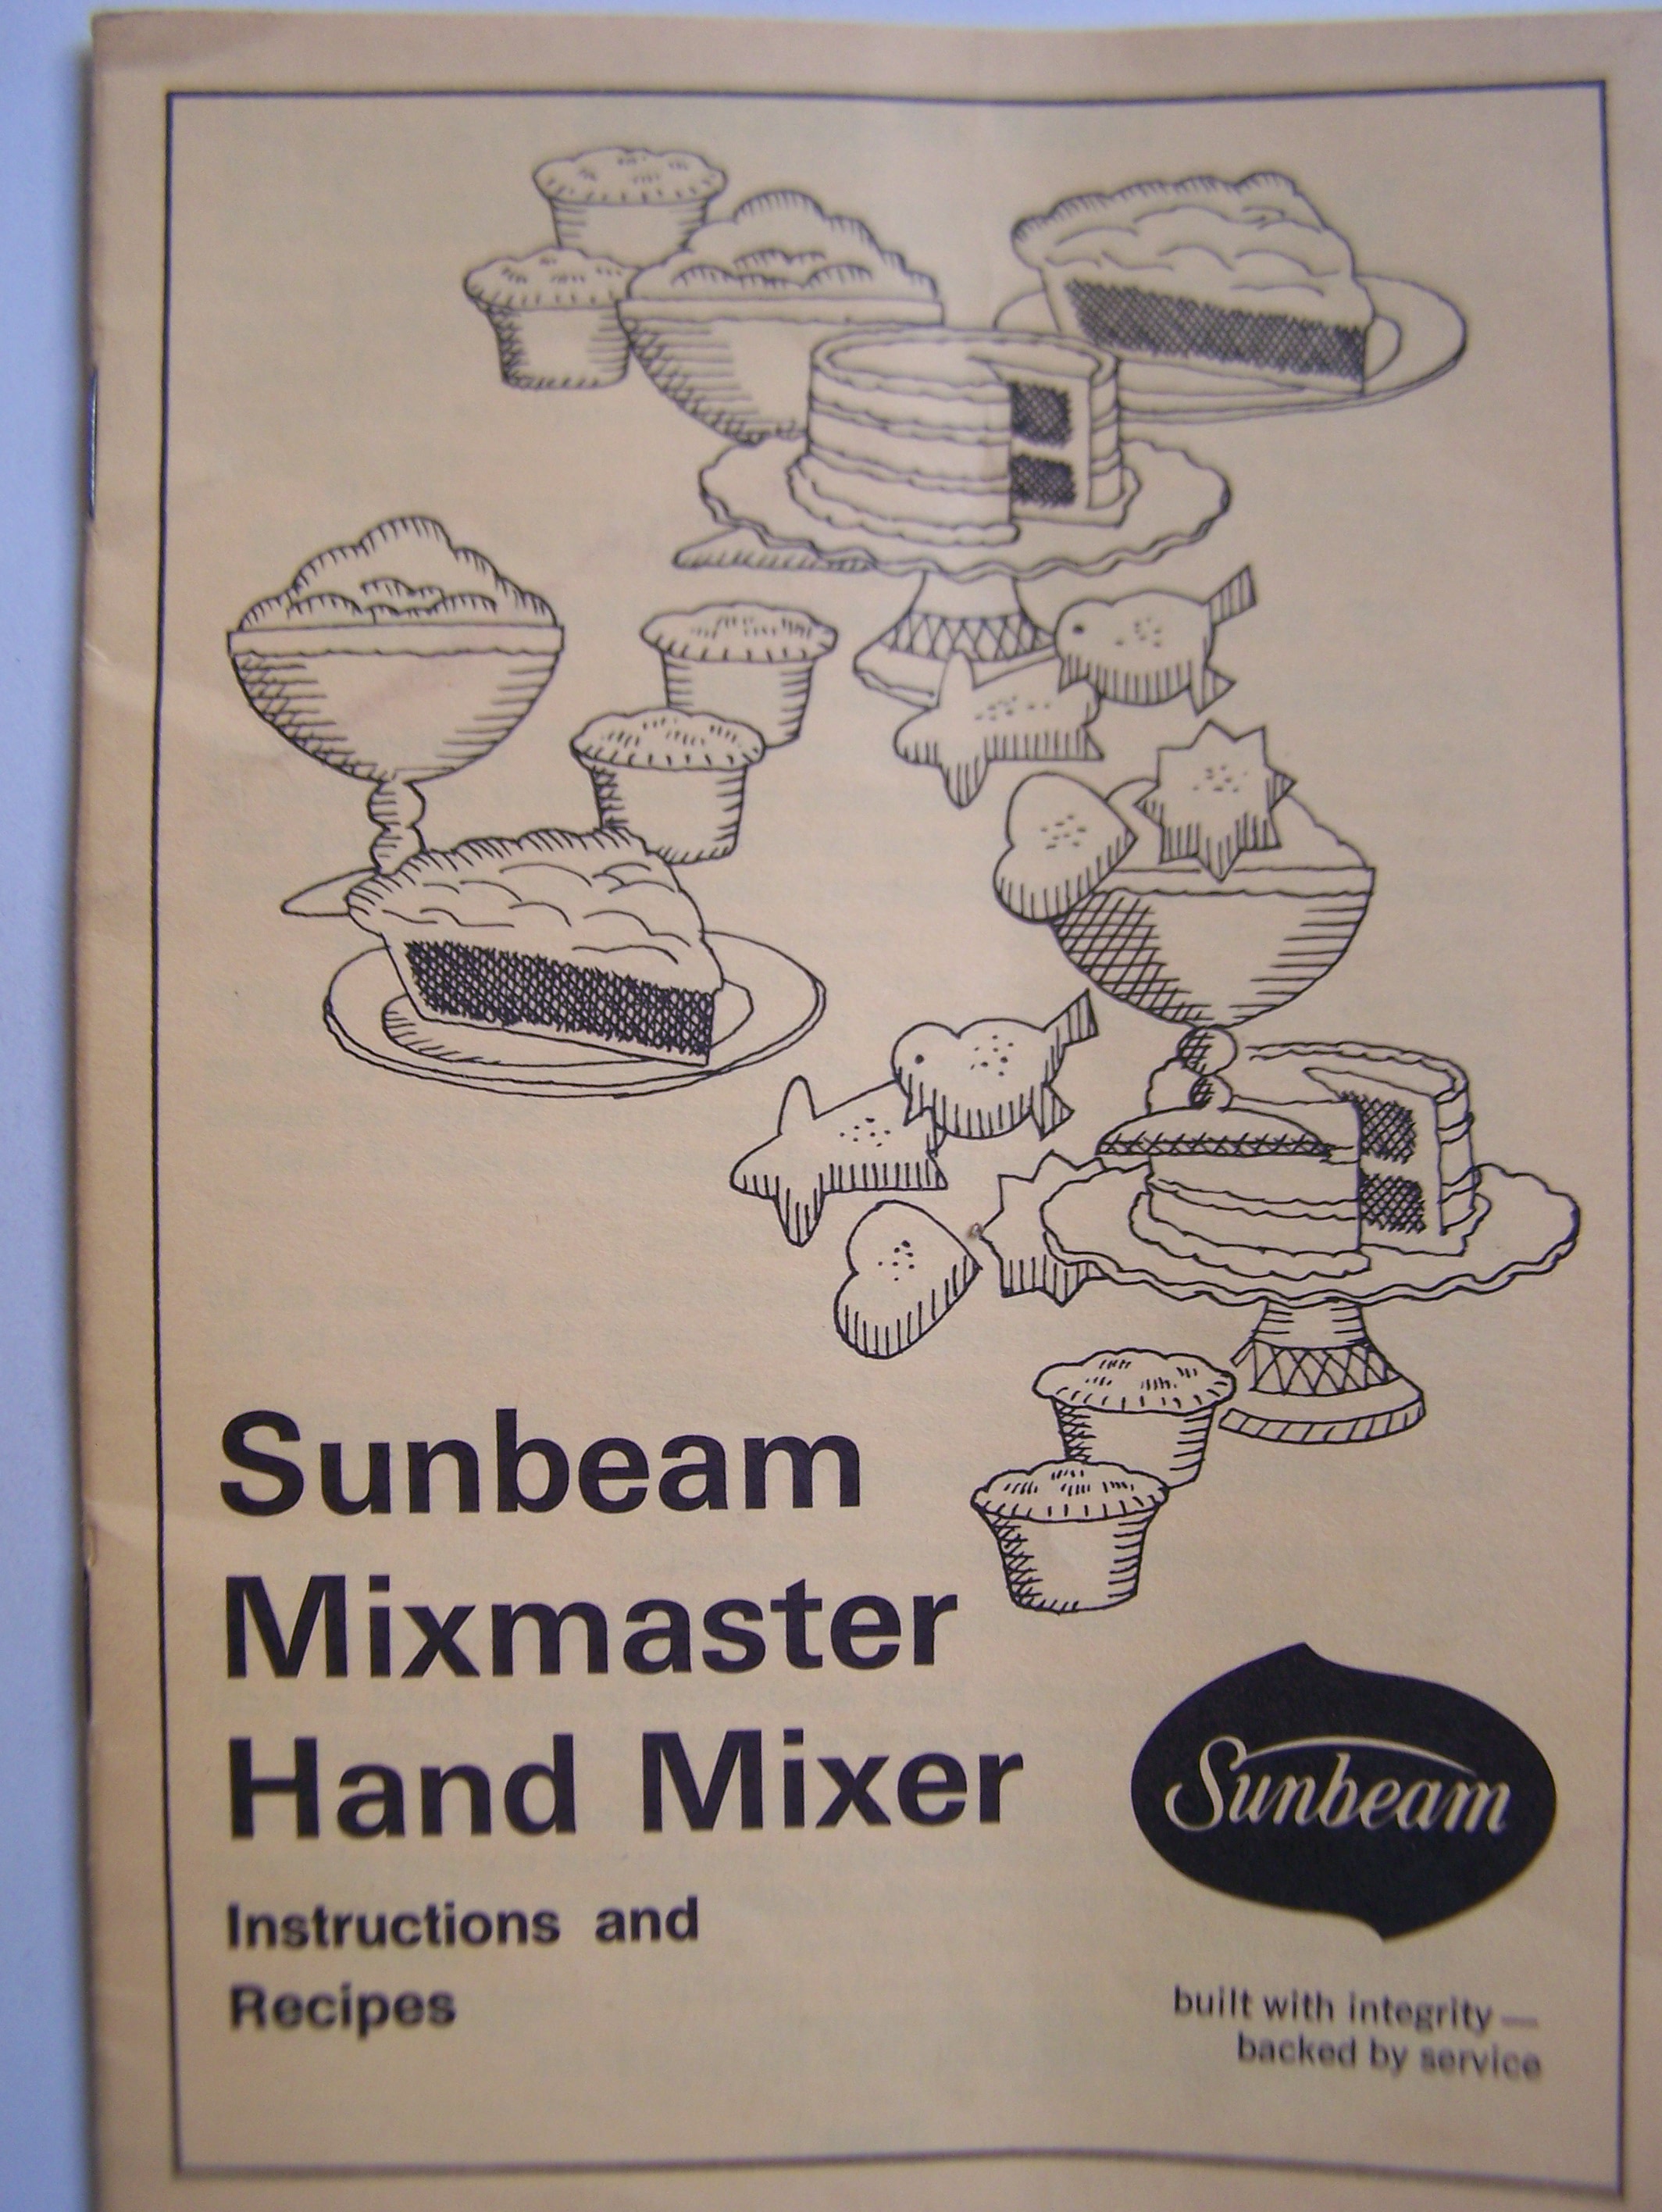 Sunbeam
Mixmaster
Hand Mixer
Instructions and
Recipes
Sunbeam
built with integrity —
backed by service